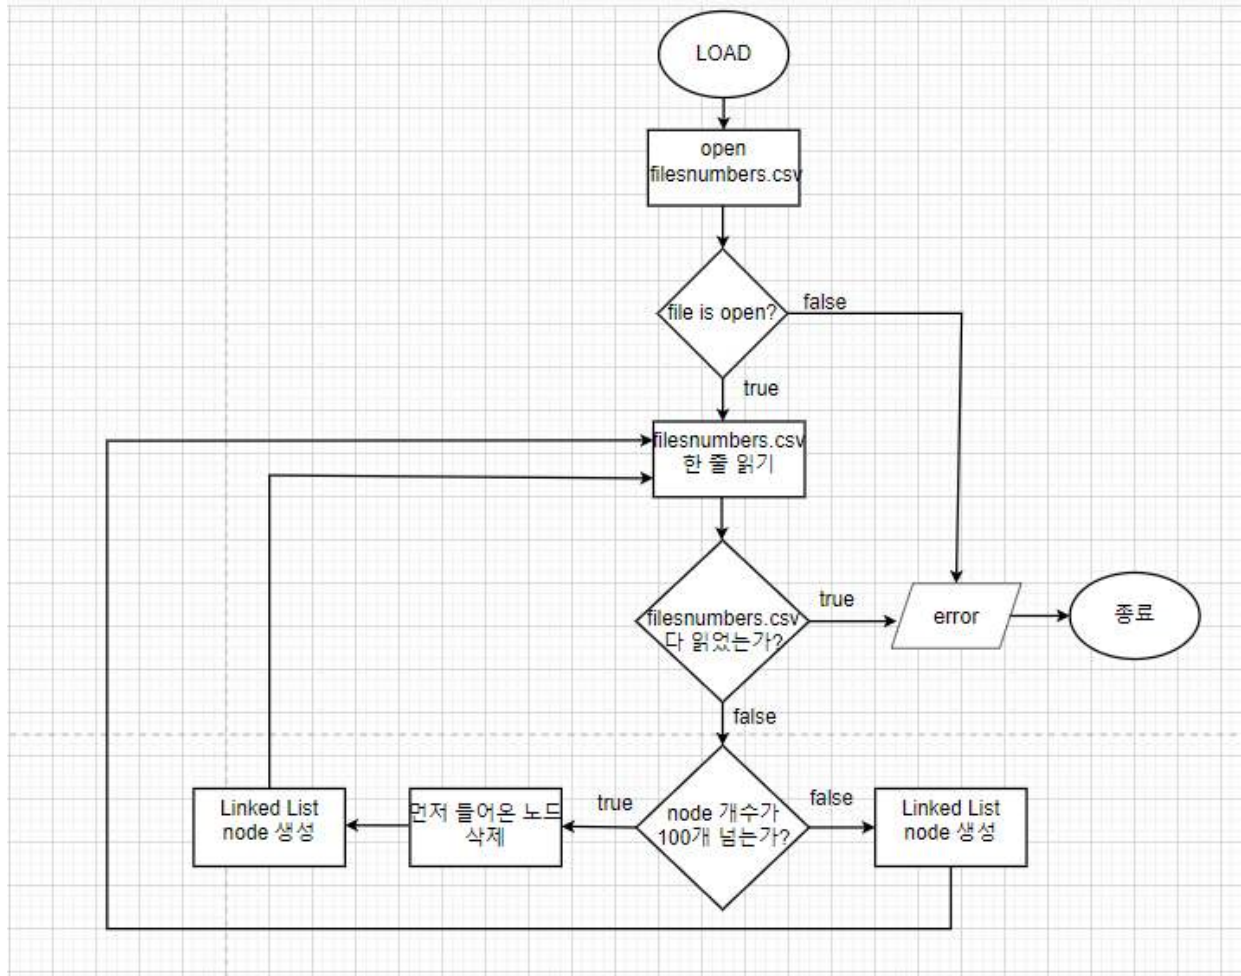 LOAD
open
filesnumbers.csv
file is open?
false
true
filesnumbers.csv
한 줄 읽기
filesnumbers.csv
다 읽었는가?
true
error
종료
false
node 개수가
100개 넘는가?
true
false
먼저 들어온 노드
삭제
Linked List
node 생성
Linked List
node 생성